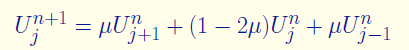 U_j^{n+1} = μU_{j+1}^n + (1 − 2μ)U_j^n + μU_{j−1}^n